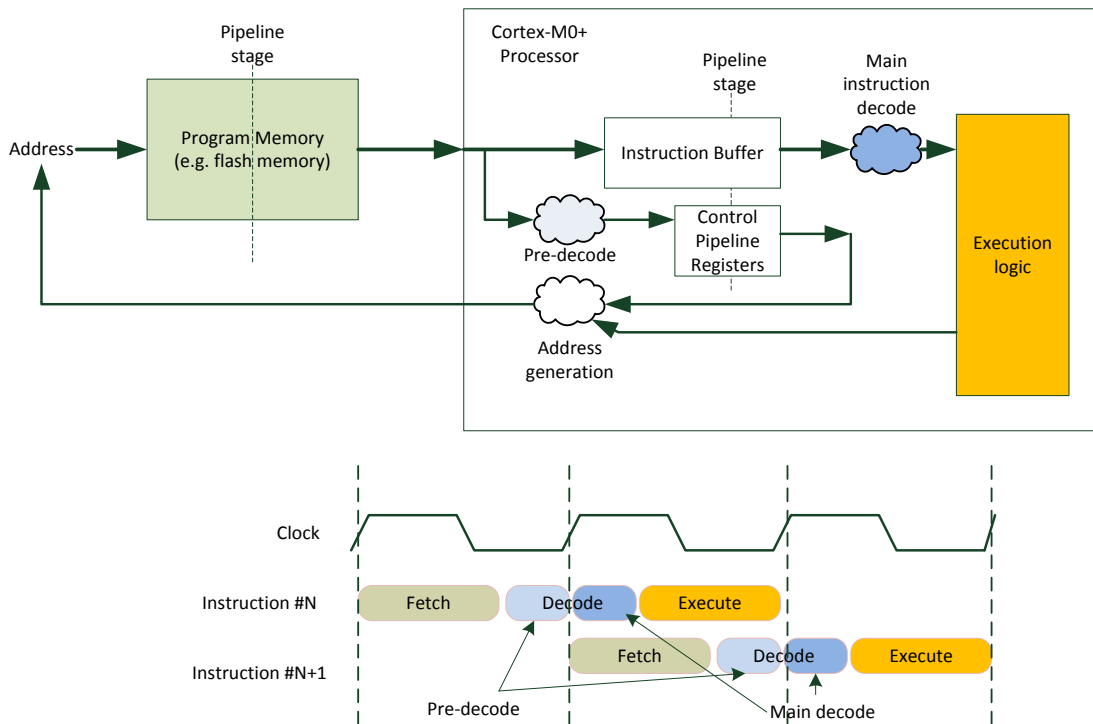 Pipeline
stage
Cortex-M0+
Processor
Pipeline
stage
Main
instruction
decode
Address
Program Memory
(e.g. flash memory)
Instruction Buffer
Pre-decode
Control
Pipeline
Registers
Execution
logic
Address
generation
Clock
Instruction #N
Fetch
Decode
Execute
Instruction #N+1
Fetch
Decode
Execute
Pre-decode
Main decode